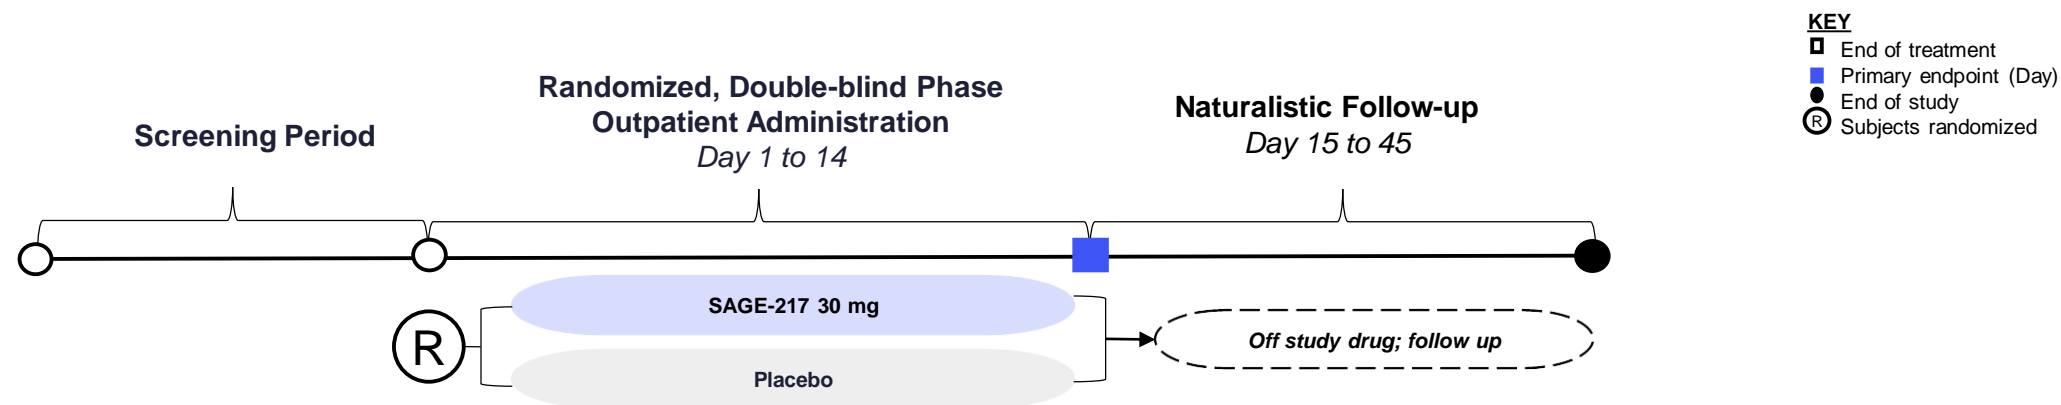 Screening Period
Randomized, Double-blind Phase
Outpatient Administration
Day 1 to 14
Naturalistic Follow-up
Day 15 to 45
KEY
End of treatment
Primary endpoint (Day)
End of study
R Subjects randomized
R
SAGE-217 30 mg
Placebo
Off study drug; follow up